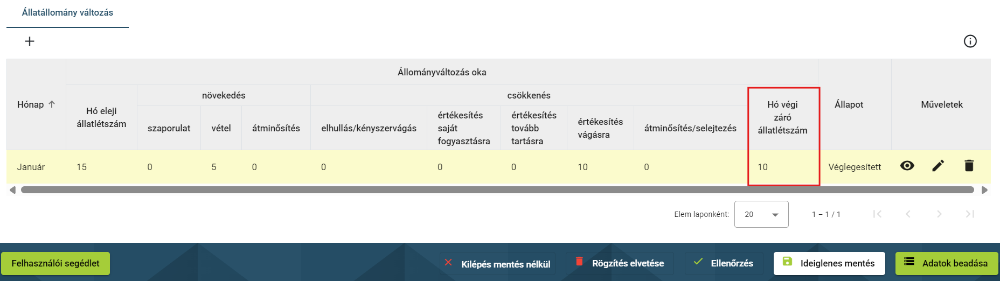 Állatállomány változás
Állományváltozás oka
növekedés
csökkenés
Hónap
Hó eleji
állatlétszám
szaporulat
vétel
átminősítés
elhullás/kényszervágás
értékesítés
saját
fogyasztásra
értékesítés
tovább
tartásra
értékesítés
vágásra
átminősítés/selejtezés
Hó végi
záró
állatlétszám
Állapot
Műveletek
Január 15 0 5 0 0 0 0 10 0 10 Véglegesített
Elem laponként: 20 1 – 1 / 1
Felhasználói segédlet Kilépés mentés nélkül Rögzítés elvetése Ellenőrzés Ideiglenes mentés Adatok beadása